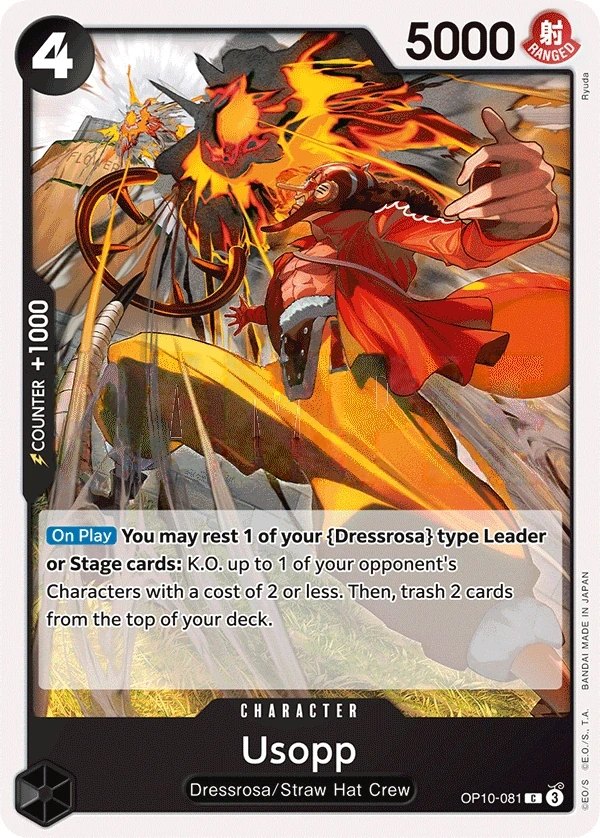 4
5000
射
RANGED
Ryuda
FLOWER
COUNTER +1000
On Play You may rest 1 of your {Dressrosa} type Leader
or Stage cards: K.O. up to 1 of your opponent's
Characters with a cost of 2 or less. Then, trash 2 cards
from the top of your deck.
CHARACTER
Usopp
Dressrosa/Straw Hat Crew
OP10-081 C 3
©EO/S ©E.O./S., T.A. BANDAI MADE IN JAPAN